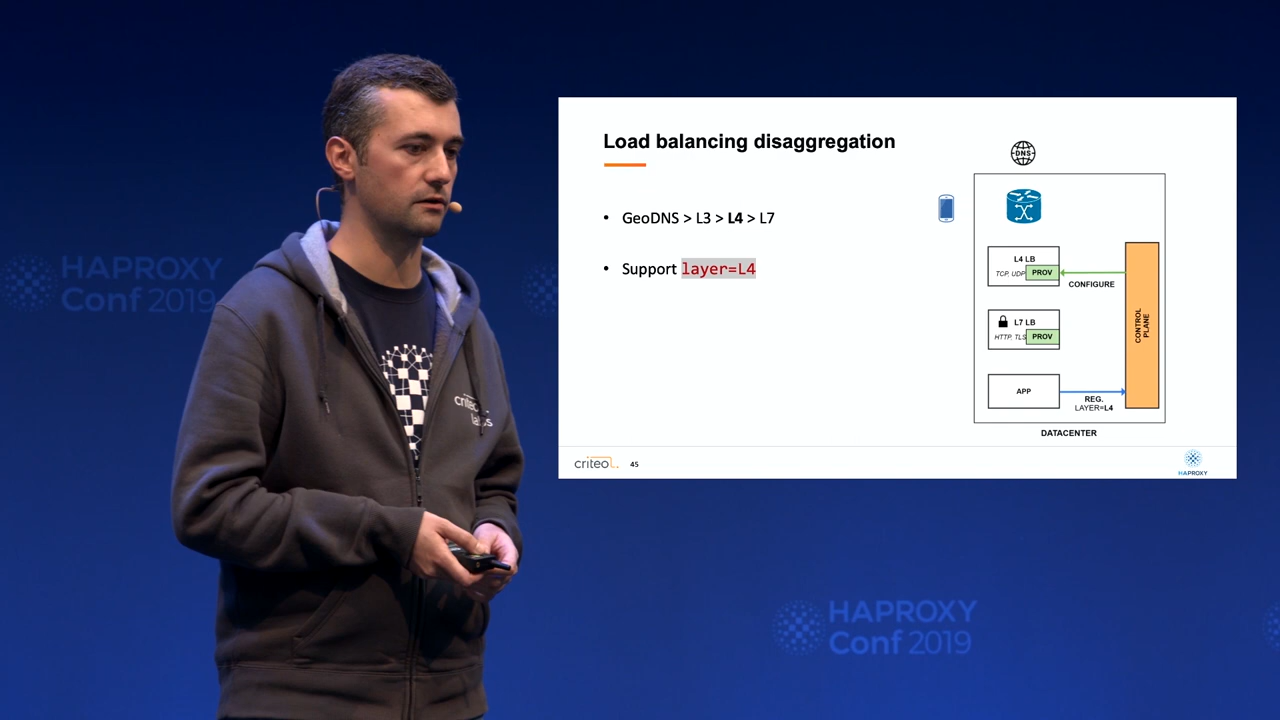 HAPROXY
Conf 2019
criteo
labs
Load balancing disaggregation
• GeoDNS > L3 > L4 > L7
• Support layer=L4
DNS
L4 LB
TCP, UDP
PROV
CONFIGURE
L7 LB
HTTP, TLS
PROV
CONTROL
PLANE
APP
REG.
LAYER=L4
DATACENTER
criteo
45
HAPROXY
HAPROXY
Conf 2019